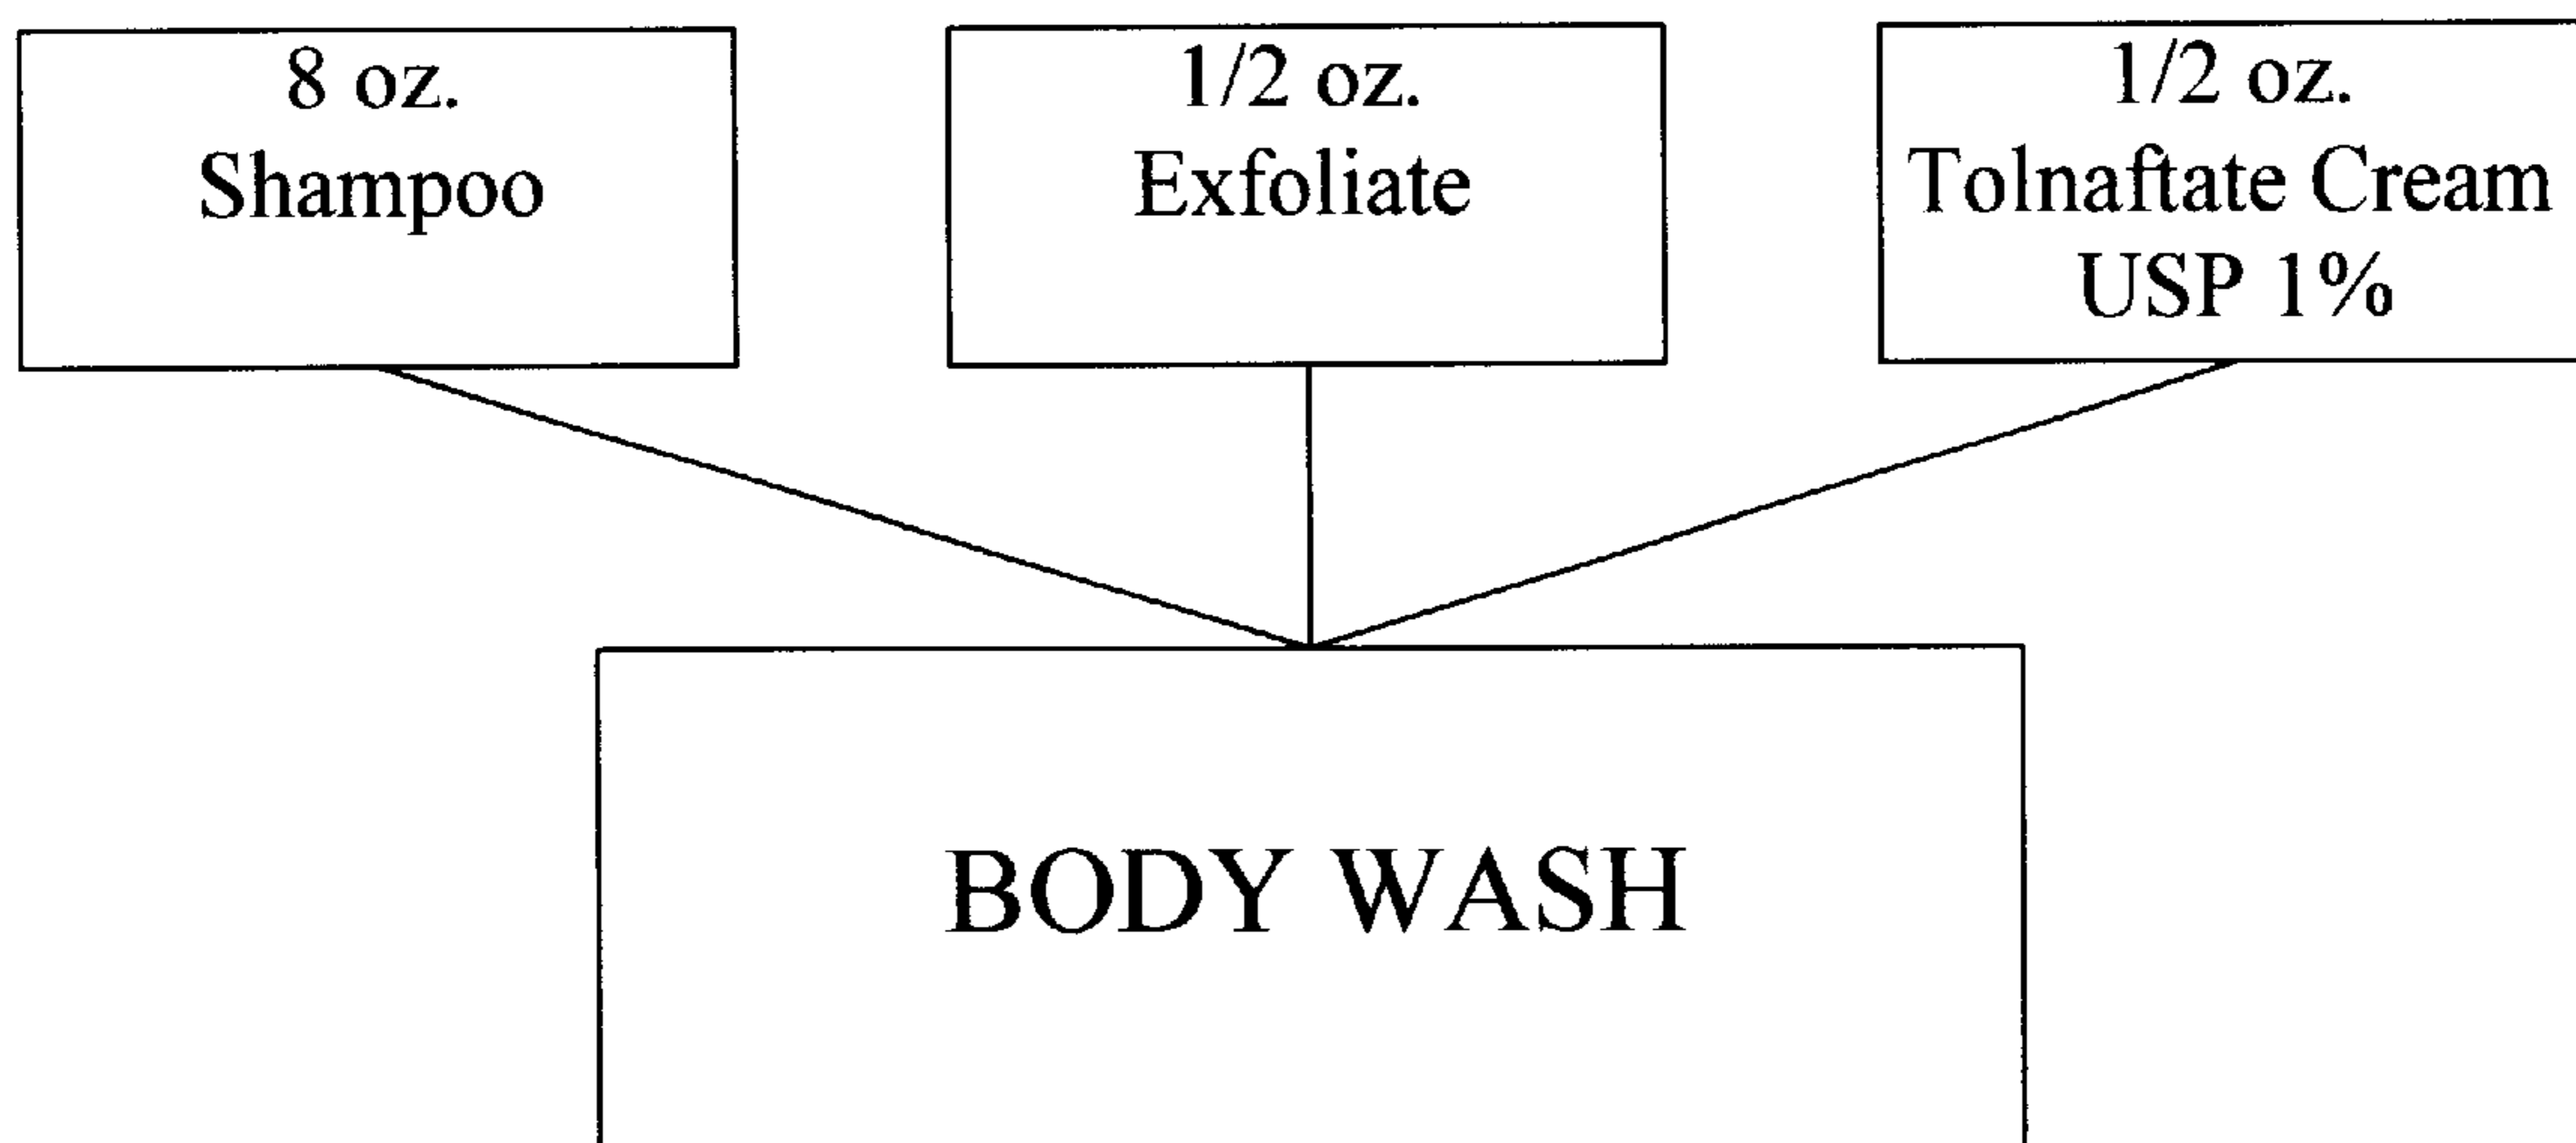 8 oz.
Shampoo
1/2 oz.
Exfoliate
1/2 oz.
Tolnaftate Cream
USP 1%
BODY WASH